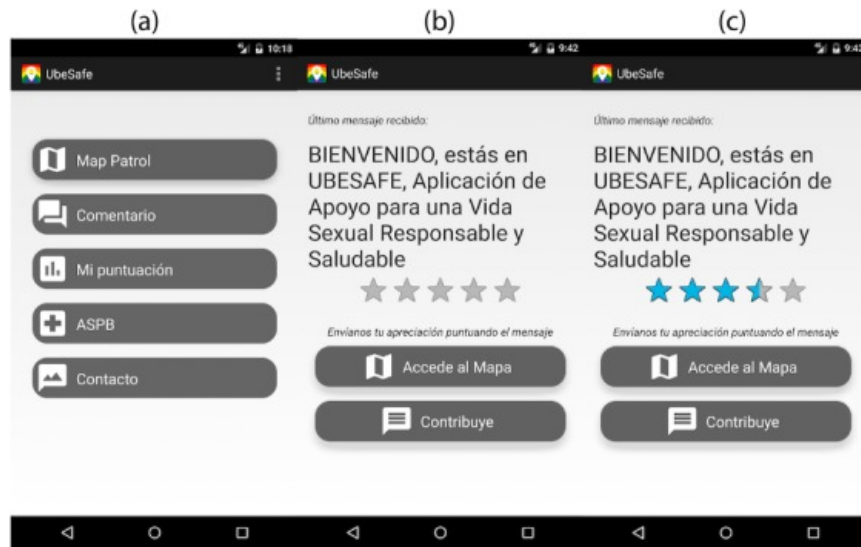 (a)
10:18
UbeSafe
Map Patrol
Comentario
Mi puntuación
ASPB
Contacto
(b)
9:42
UbeSafe
Último mensaje recibido:
BIENVENIDO, estás en
UBESAFE, Aplicación de
Apoyo para una Vida
Sexual Responsable y
Saludable
Envíanos tu apreciación puntuando el mensaje
Accede al Mapa
Contribuye
(c)
9:42
UbeSafe
Último mensaje recibido:
BIENVENIDO, estás en
UBESAFE, Aplicación de
Apoyo para una Vida
Sexual Responsable y
Saludable
Envíanos tu apreciación puntuando el mensaje
Accede al Mapa
Contribuye